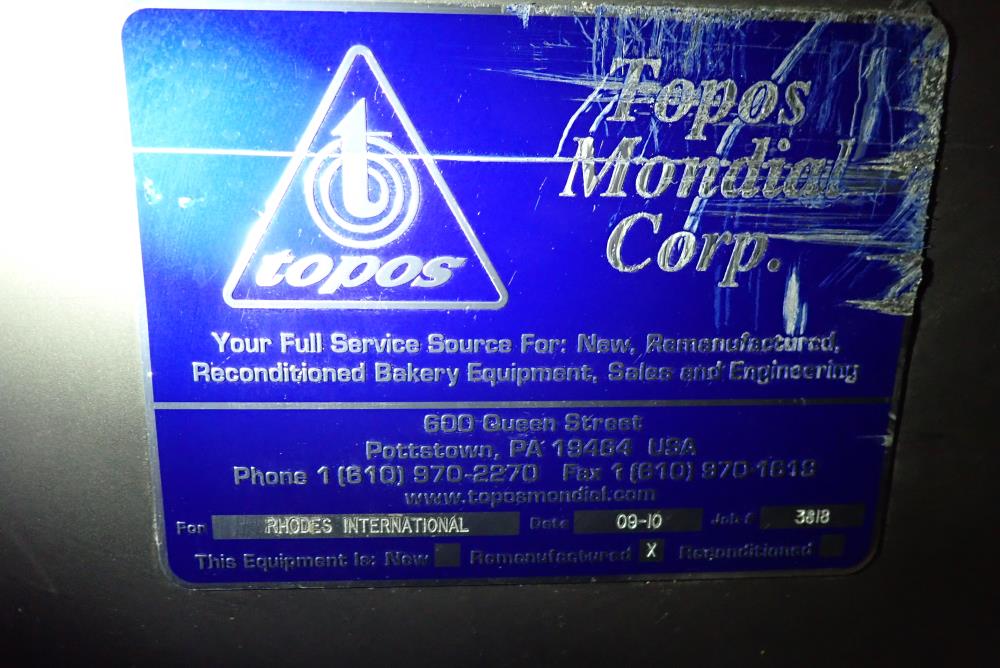 1
topos
Topos
Mondial
Corp.
Your Full Service Source For: New, Remanufactured,
Reconditioned Bakery Equipment, Sales and Engineering
600 Queen Street
Pottstown, PA 19464 USA
Phone 1 (610) 970-2270 Fax 1 (610) 970-1619
www.toposmondial.com
For RHODES INTERNATIONAL Date 09-10 Job # 3818
This Equipment Is: New Remanufactured X Reconditioned